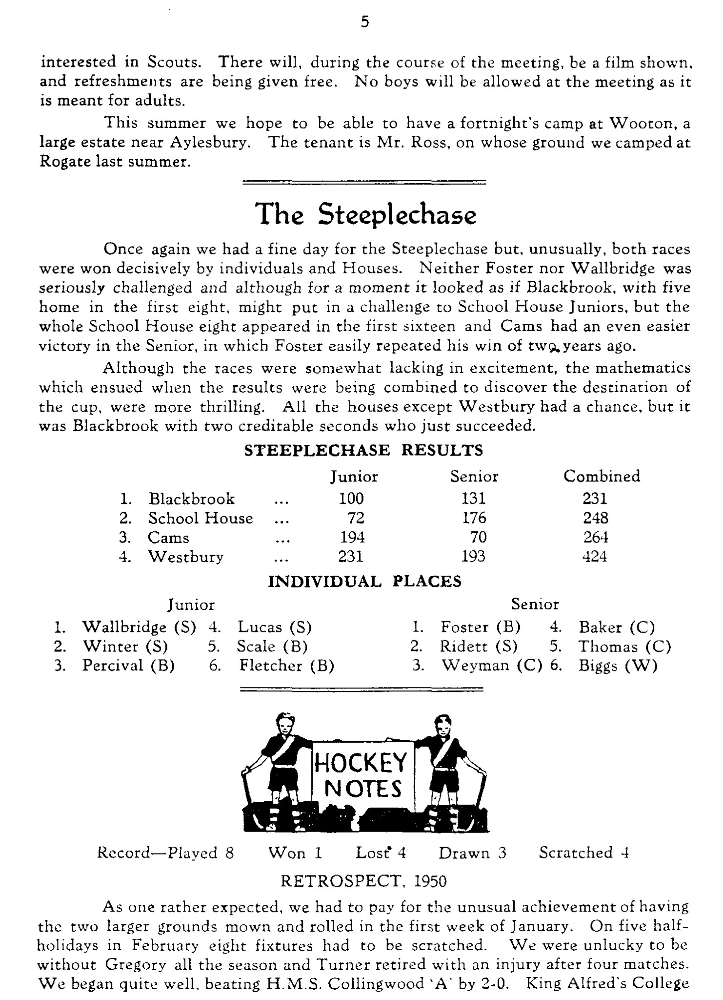 5
interested in Scouts. There will, during the course of the meeting, be a film shown,
and refreshments are being given free. No boys will be allowed at the meeting as it
is meant for adults.
This summer we hope to be able to have a fortnight's camp at Wooton, a
large estate near Aylesbury. The tenant is Mr. Ross, on whose ground we camped at
Rogate last summer.
The Steeplechase
Once again we had a fine day for the Steeplechase but, unusually, both races
were won decisively by individuals and Houses. Neither Foster nor Wallbridge was
seriously challenged and although for a moment it looked as if Blackbrook, with five
home in the first eight, might put in a challenge to School House Juniors, but the
whole School House eight appeared in the first sixteen and Cams had an even easier
victory in the Senior, in which Foster easily repeated his win of two years ago.
Although the races were somewhat lacking in excitement, the mathematics
which ensued when the results were being combined to discover the destination of
the cup, were more thrilling. All the houses except Westbury had a chance, but it
was Blackbrook with two creditable seconds who just succeeded.
STEEPLECHASE RESULTS
Junior Senior Combined
1. Blackbrook ... 100 131 231
2. School House ... 72 176 248
3. Cams ... 194 70 264
4. Westbury ... 231 193 424
INDIVIDUAL PLACES
Junior Senior
1. Wallbridge (S) 4. Lucas (S) 1. Foster (B) 4. Baker (C)
2. Winter (S) 5. Scale (B) 2. Ridett (S) 5. Thomas (C)
3. Percival (B) 6. Fletcher (B) 3. Weyman (C) 6. Biggs (W)
HOCKEY
NOTES
Record—Played 8 Won 1 Lost 4 Drawn 3 Scratched 4
RETROSPECT, 1950
As one rather expected, we had to pay for the unusual achievement of having
the two larger grounds mown and rolled in the first week of January. On five half-
holidays in February eight fixtures had to be scratched. We were unlucky to be
without Gregory all the season and Turner retired with an injury after four matches.
We began quite well, beating H.M.S. Collingwood 'A' by 2-0. King Alfred's College